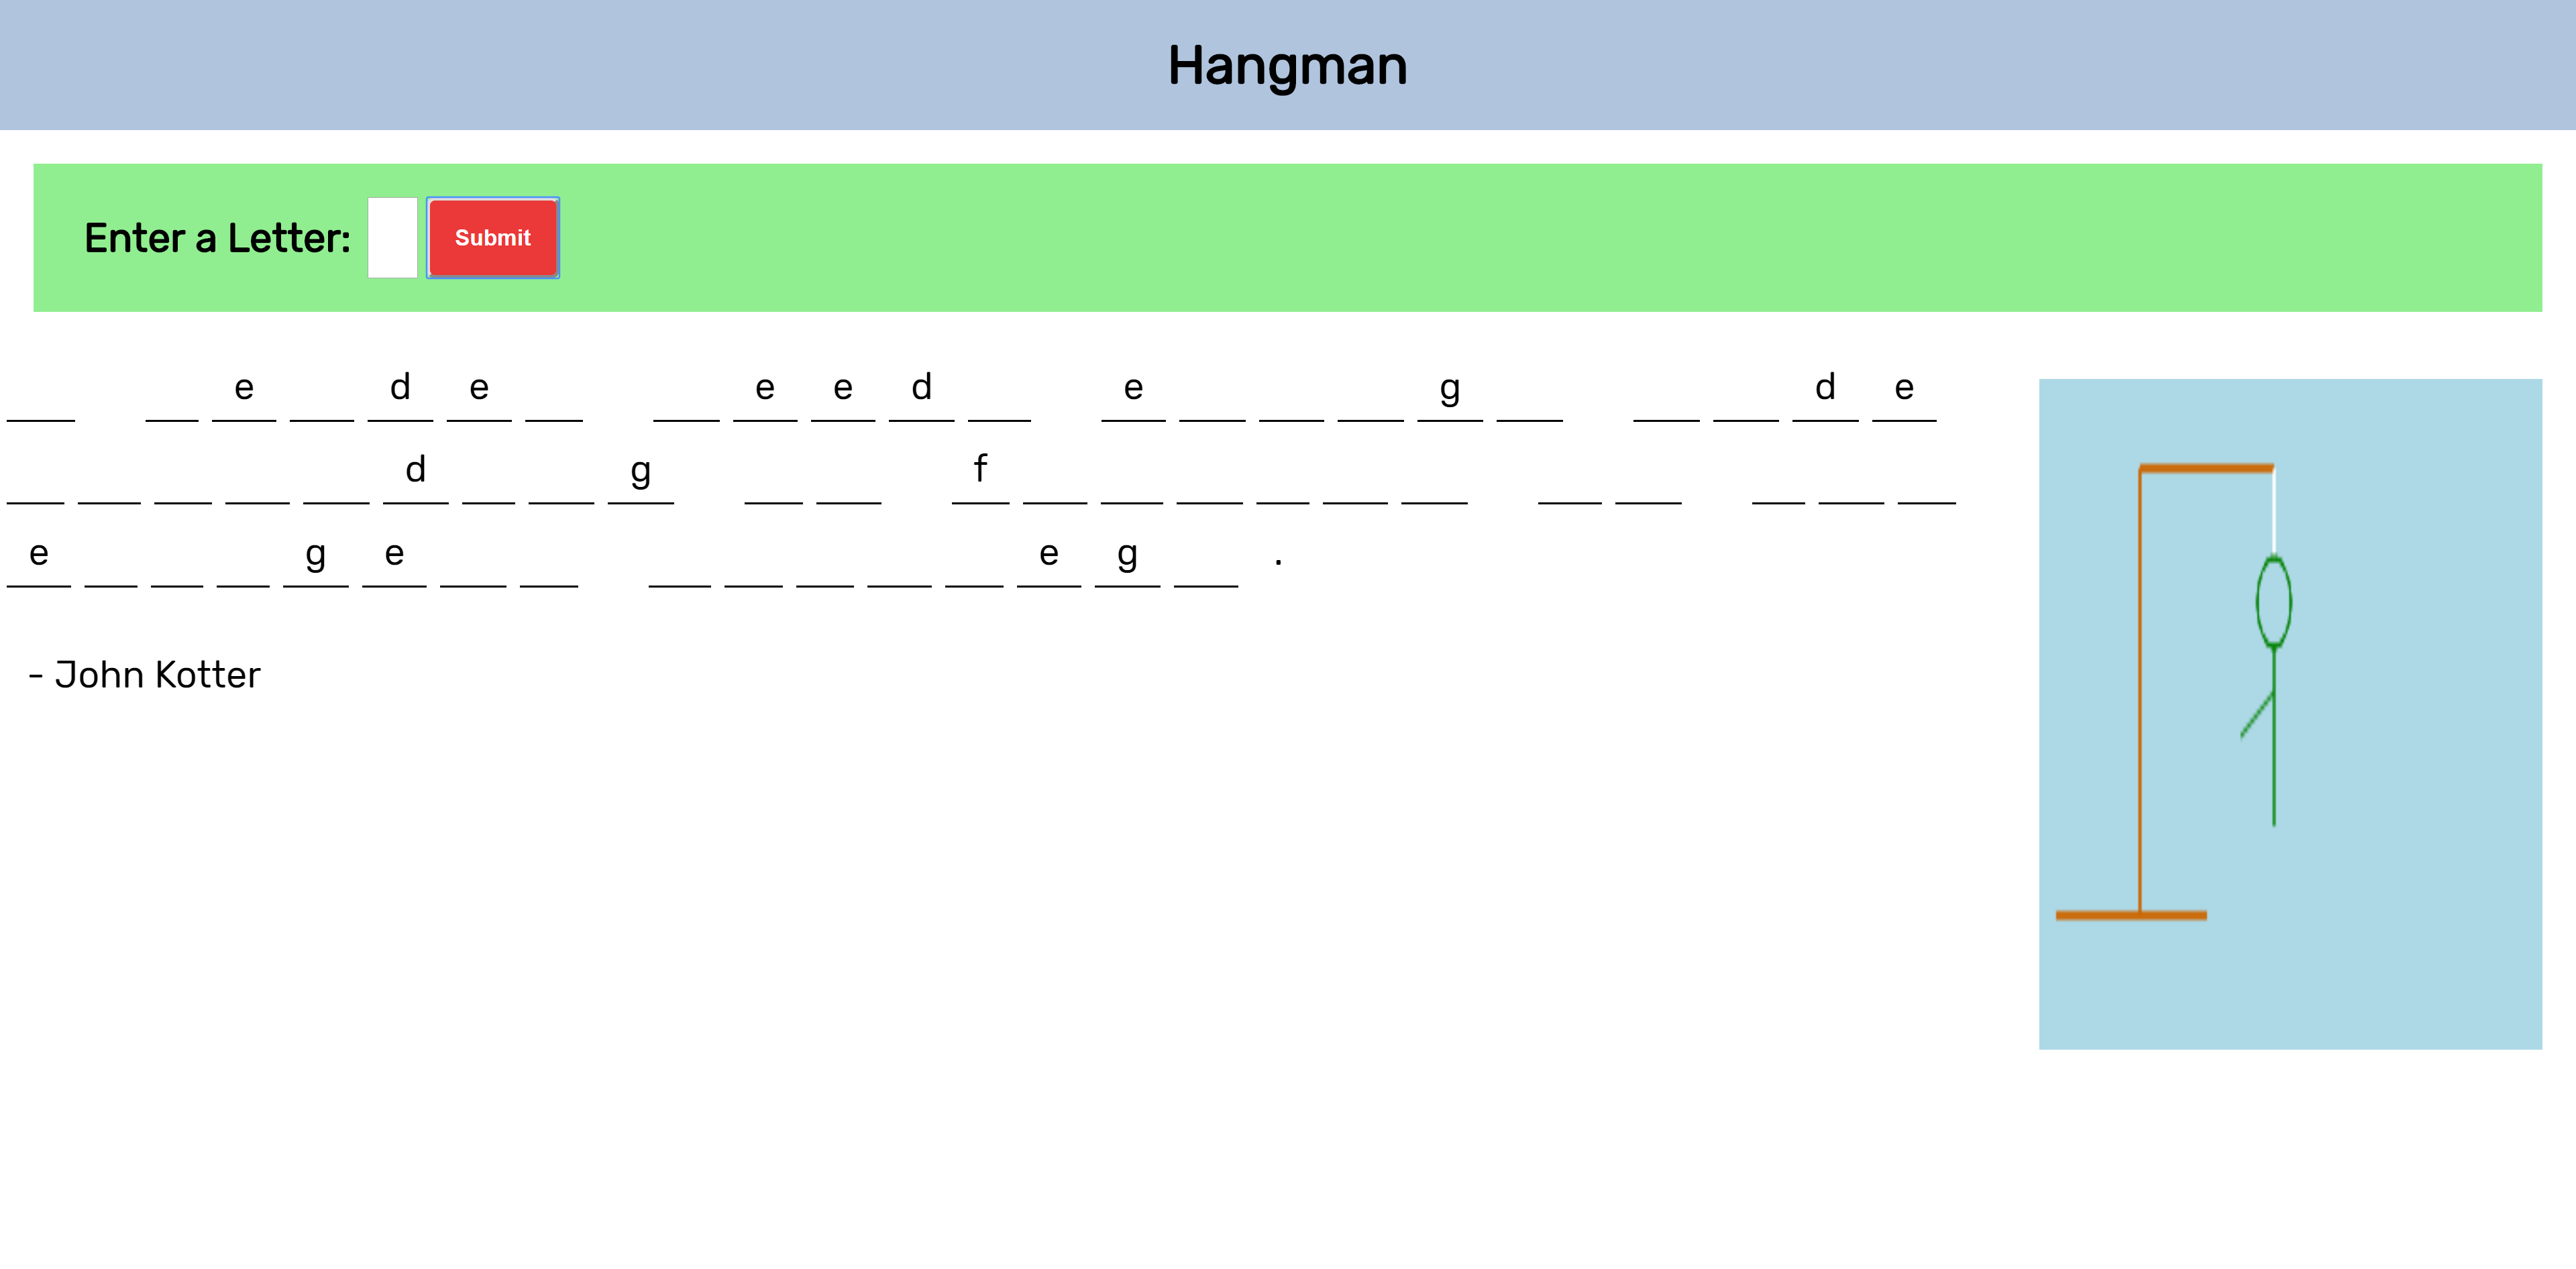 Hangman
Enter a Letter: Submit
_   _ e _ d e _   _ e e d _   e _ _ _ g _   _ _ d e
_ _ _ _ _ d _ _ g   _ _   f _ _ _ _ _ _   _ _   _ _ _
e _ _ _ g e _ _   _ _ _ _ _ e g _ .
- John Kotter